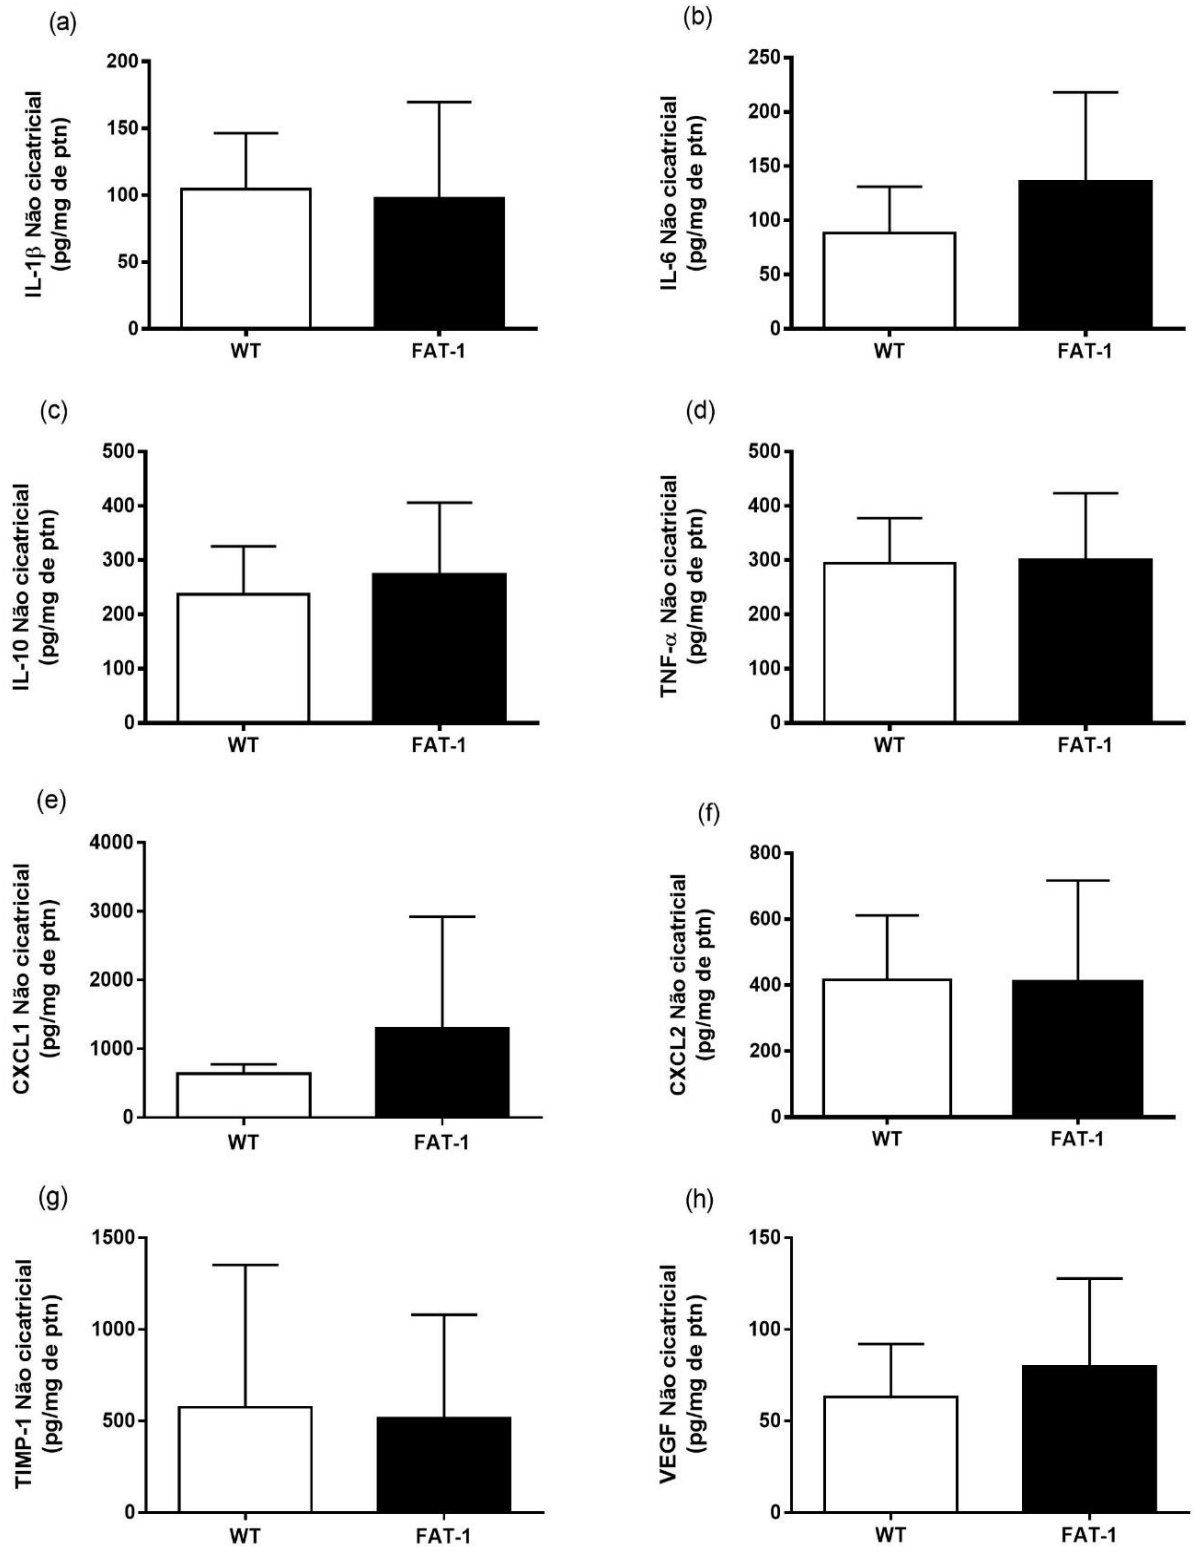 (a)
IL-1β Não cicatricial
(pg/mg de ptn)
200
150
100
50
0
WT
FAT-1
(b)
IL-6 Não cicatricial
(pg/mg de ptn)
250
200
150
100
50
0
WT
FAT-1
(c)
IL-10 Não cicatricial
(pg/mg de ptn)
500
400
300
200
100
0
WT
FAT-1
(d)
TNF-α Não cicatricial
(pg/mg de ptn)
500
400
300
200
100
0
WT
FAT-1
(e)
CXCL1 Não cicatricial
(pg/mg de ptn)
4000
3000
2000
1000
0
WT
FAT-1
(f)
CXCL2 Não cicatricial
(pg/mg de ptn)
800
600
400
200
0
WT
FAT-1
(g)
TIMP-1 Não cicatricial
(pg/mg de ptn)
1500
1000
500
0
WT
FAT-1
(h)
VEGF Não cicatricial
(pg/mg de ptn)
150
100
50
0
WT
FAT-1